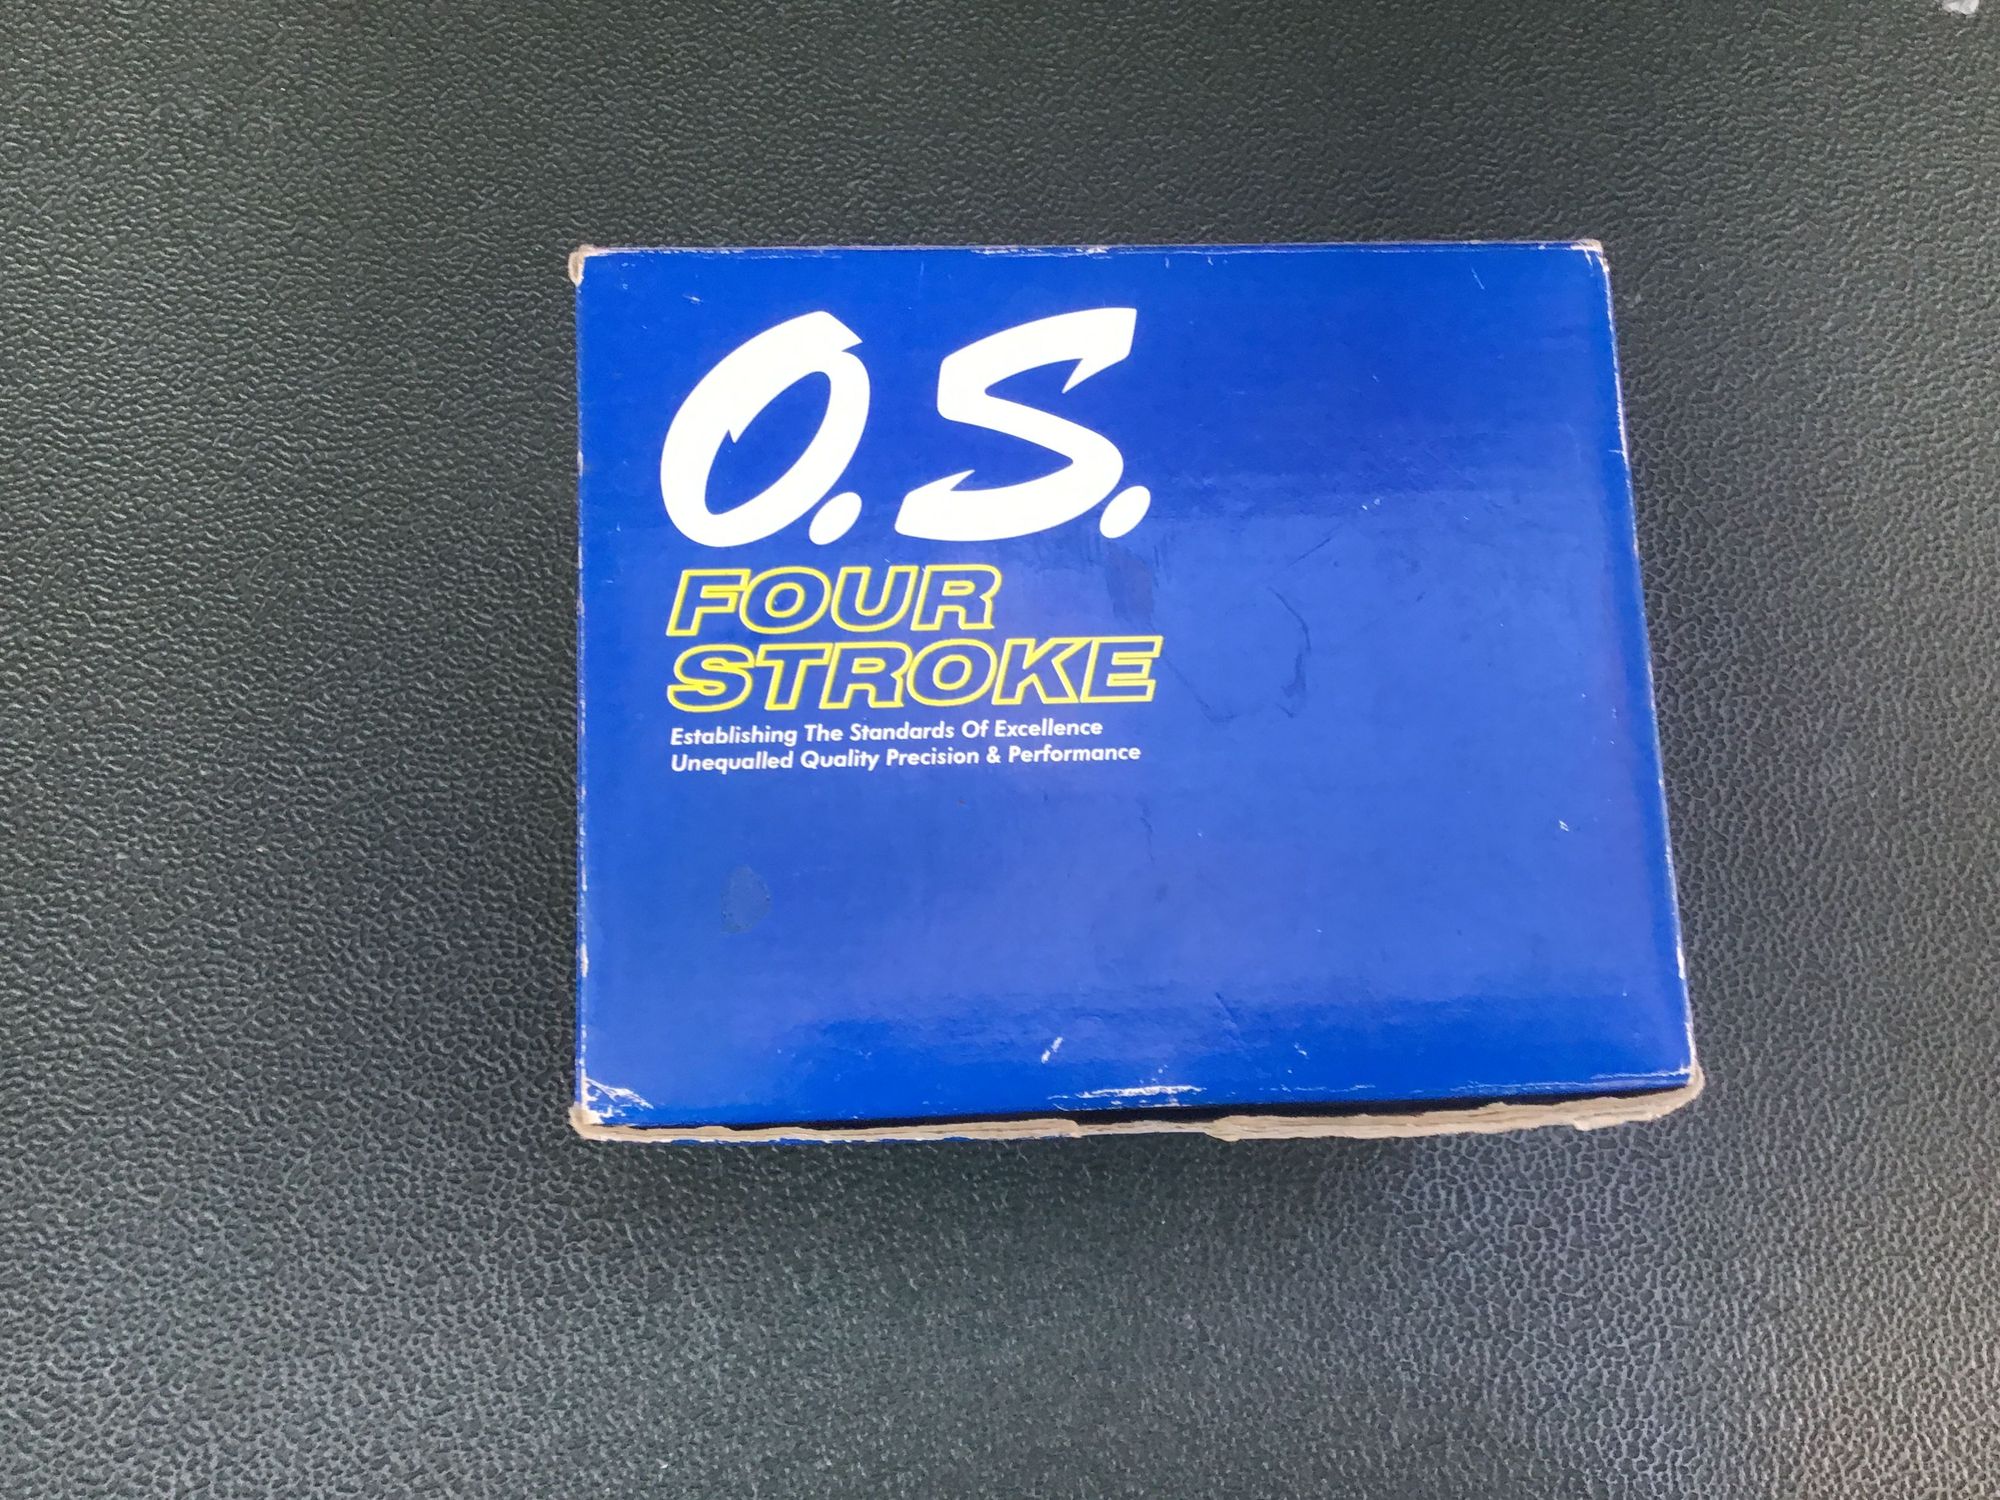 O.S.
FOUR
STROKE
Establishing The Standards Of Excellence
Unequalled Quality Precision & Performance